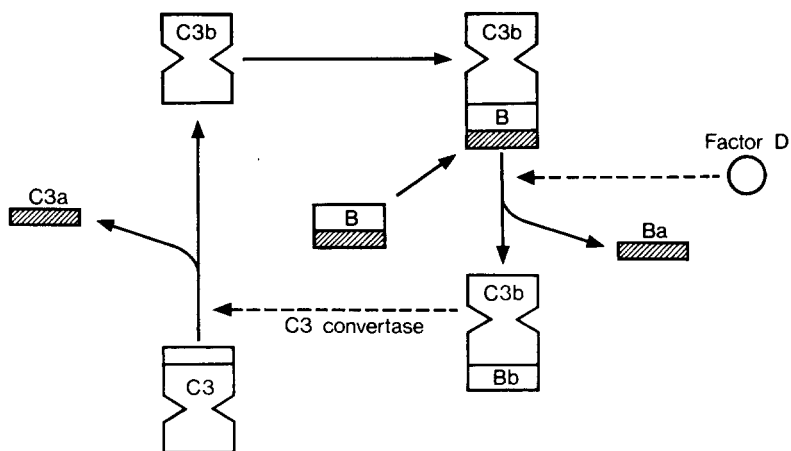 C3b
C3b
B
Factor D
C3a
B
Ba
C3b
C3 convertase
Bb
C3